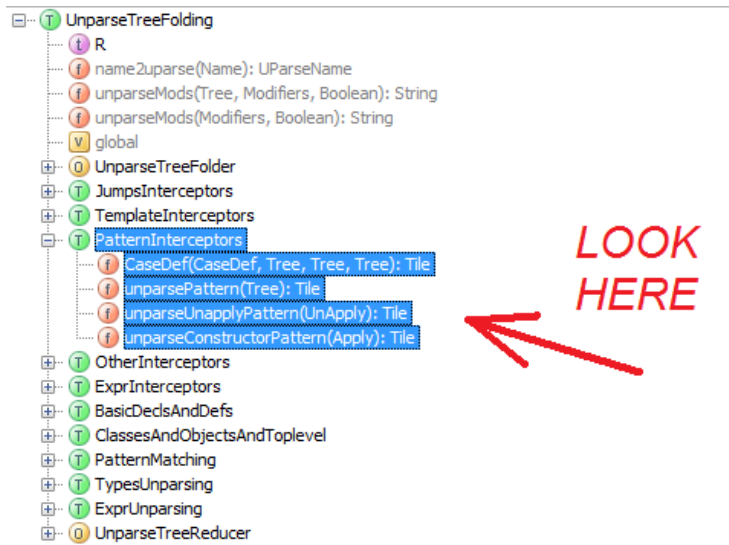 UnparseTreeFolding
R
name2uparse(Name): UParseName
unparseMods(Tree, Modifiers, Boolean): String
unparseMods(Modifiers, Boolean): String
global
UnparseTreeFolder
JumpsInterceptors
TemplateInterceptors
PatternInterceptors
CaseDef(CaseDef, Tree, Tree, Tree): Tile
unparsePattern(Tree): Tile
unparseUnapplyPattern(UnApply): Tile
unparseConstructorPattern(Apply): Tile
OtherInterceptors
ExprInterceptors
BasicDeclsAndDefs
ClassesAndObjectsAndToplevel
PatternMatching
TypesUnparsing
ExprUnparsing
UnparseTreeReducer
LOOK
HERE